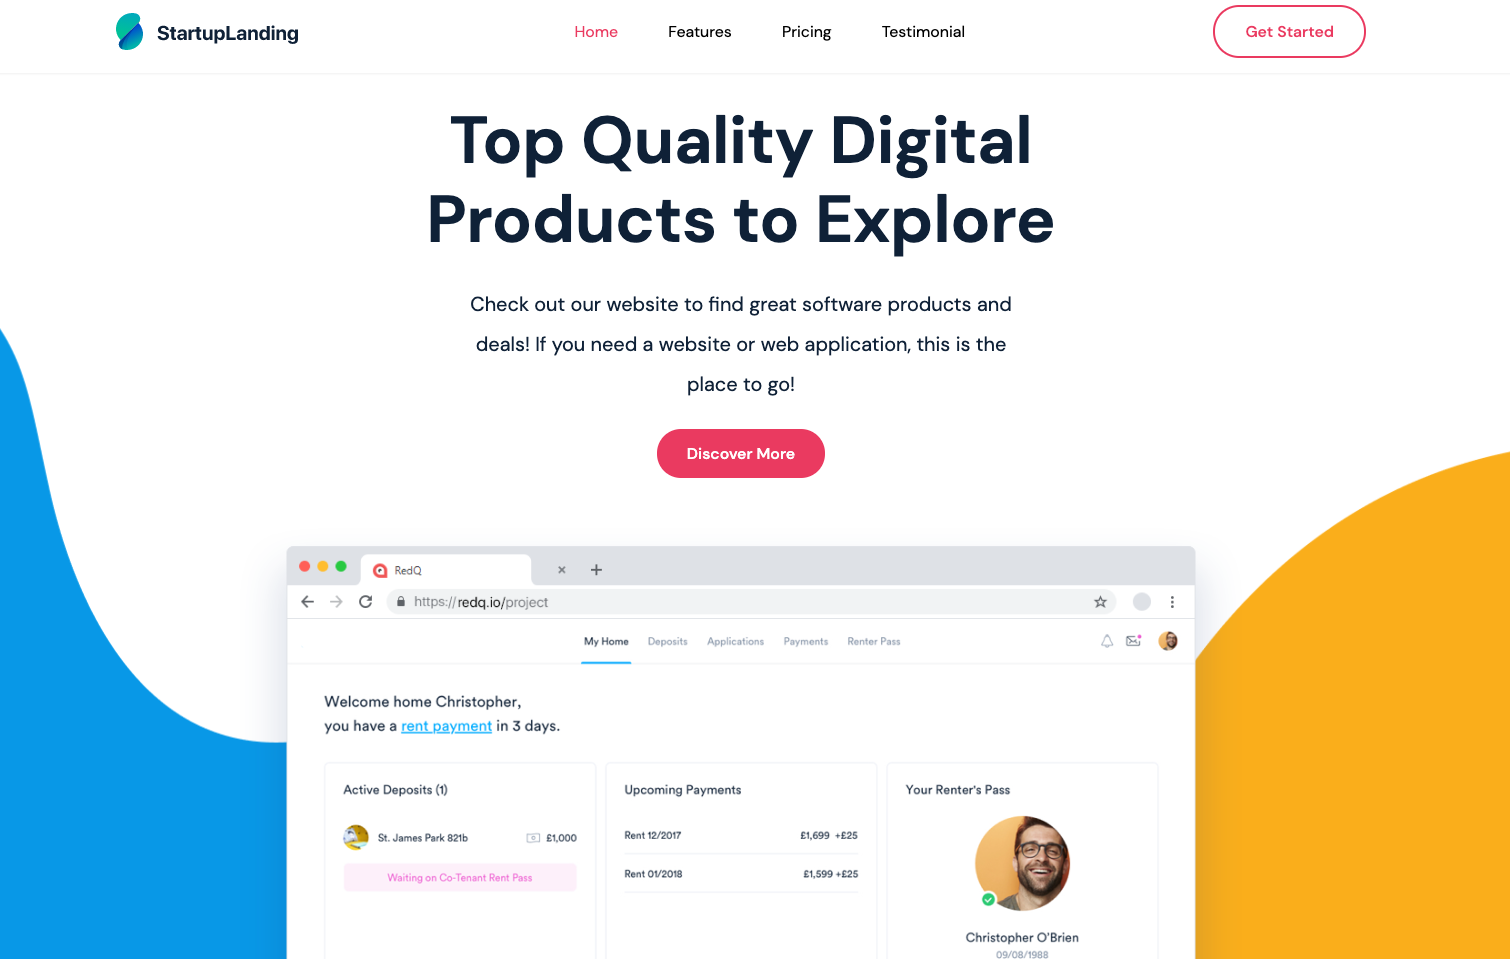 StartupLanding
Home Features Pricing Testimonial
Get Started
Top Quality Digital
Products to Explore
Check out our website to find great software products and
deals! If you need a website or web application, this is the
place to go!
Discover More
RedQ
https://redq.io/project
My Home Deposits Applications Payments Renter Pass
Welcome home Christopher,
you have a rent payment in 3 days.
Active Deposits (1)
St. James Park 821b £1,000
Waiting on Co-Tenant Rent Pass
Upcoming Payments
Rent 12/2017 £1,699 +£25
Rent 01/2018 £1,599 +£25
Your Renter's Pass
Christopher O'Brien
09/08/1988